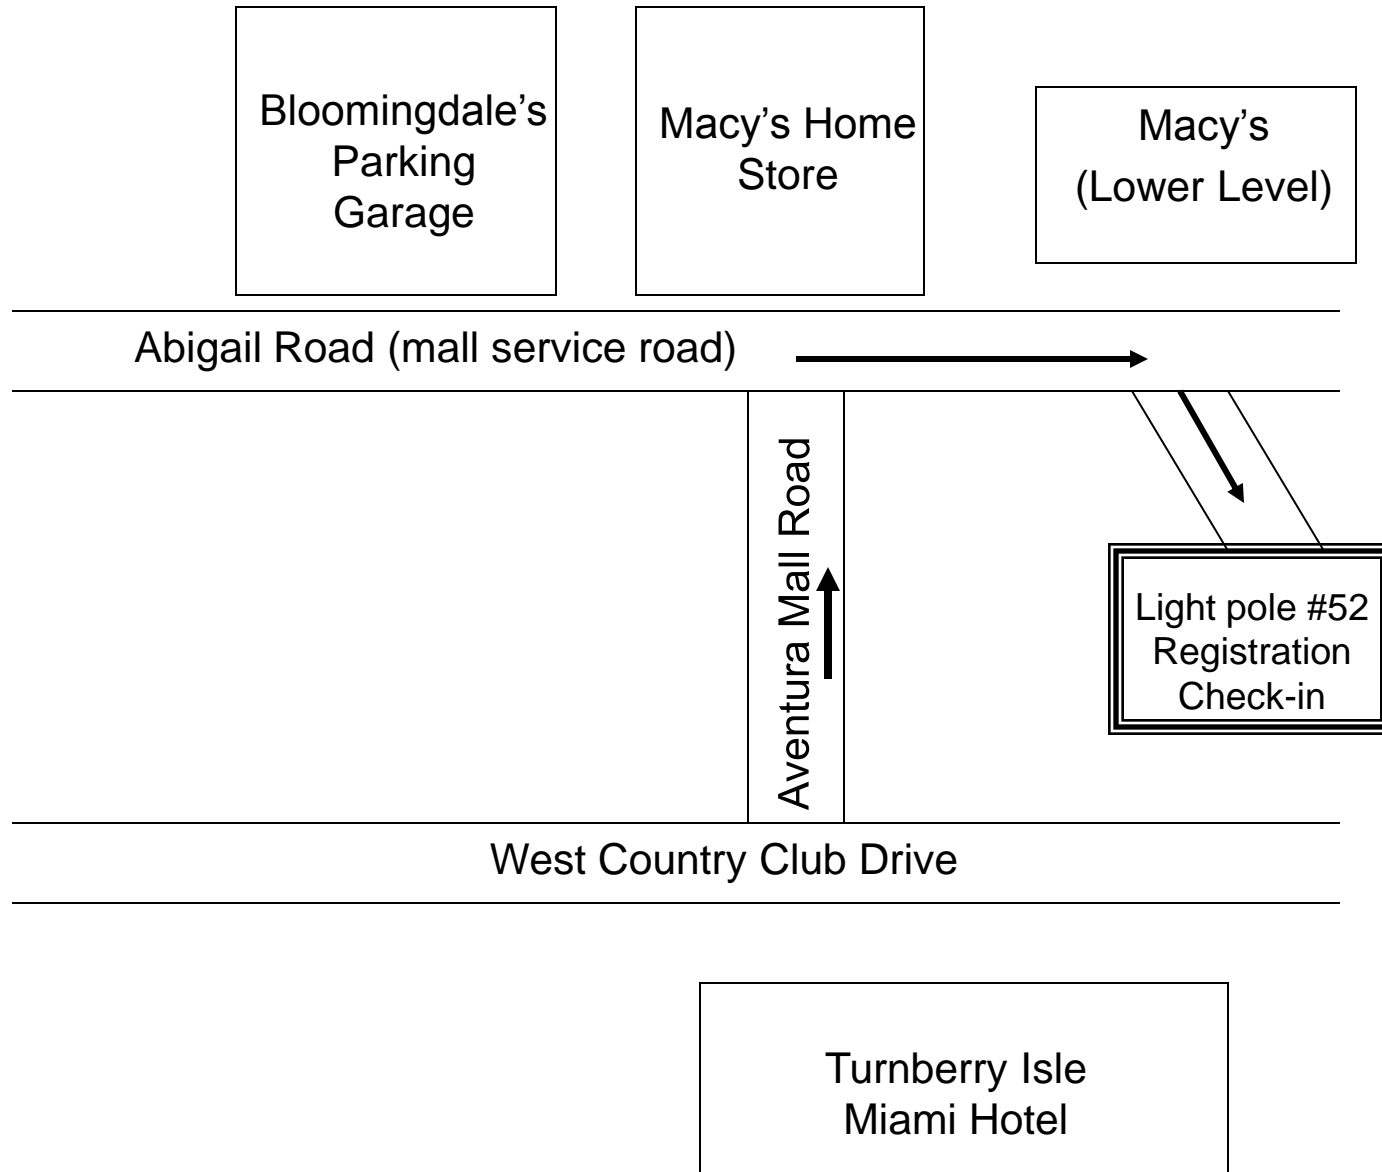 Bloomingdale’s
Parking
Garage
Macy’s Home
Store
Macy’s
(Lower Level)
Abigail Road (mall service road)
Aventura Mall Road
Light pole #52
Registration
Check-in
West Country Club Drive
Turnberry Isle
Miami Hotel